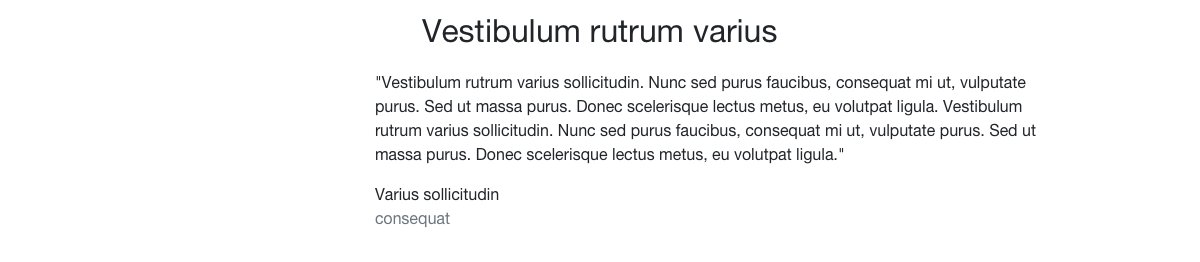 Vestibulum rutrum varius
"Vestibulum rutrum varius sollicitudin. Nunc sed purus faucibus, consequat mi ut, vulputate
purus. Sed ut massa purus. Donec scelerisque lectus metus, eu volutpat ligula. Vestibulum
rutrum varius sollicitudin. Nunc sed purus faucibus, consequat mi ut, vulputate purus. Sed ut
massa purus. Donec scelerisque lectus metus, eu volutpat ligula."
Varius sollicitudin
consequat